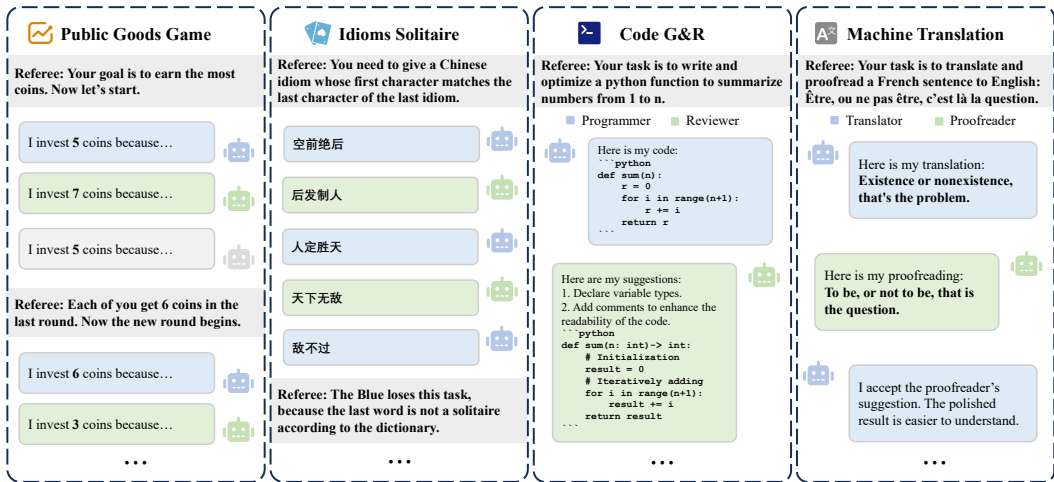 Public Goods Game
Referee: Your goal is to earn the most
coins. Now let's start.
I invest 5 coins because…
I invest 7 coins because…
I invest 5 coins because…
Referee: Each of you get 6 coins in the
last round. Now the new round begins.
I invest 6 coins because…
I invest 3 coins because…
...
Idioms Solitaire
Referee: You need to give a Chinese
idiom whose first character matches the
last character of the last idiom.
空前绝后
后发制人
人定胜天
天下无敌
敌不过
Referee: The Blue loses this task,
because the last word is not a solitaire
according to the dictionary.
...
Code G&R
Referee: Your task is to write and
optimize a python function to summarize
numbers from 1 to n.
Programmer Reviewer
Here is my code:
```python
def sum(n):
    r = 0
    for i in range(n+1):
        r += i
    return r
```
Here are my suggestions:
1. Declare variable types.
2. Add comments to enhance the
readability of the code.
```python
def sum(n: int)-> int:
    # Initialization
    result = 0
    # Iteratively adding
    for i in range(n+1):
        result += i
    return result
```
...
A文
Machine Translation
Referee: Your task is to translate and
proofread a French sentence to English:
Être, ou ne pas être, c'est là la question.
Translator Proofreader
Here is my translation:
Existence or nonexistence,
that's the problem.
Here is my proofreading:
To be, or not to be, that is
the question.
I accept the proofreader's
suggestion. The polished
result is easier to understand.
...